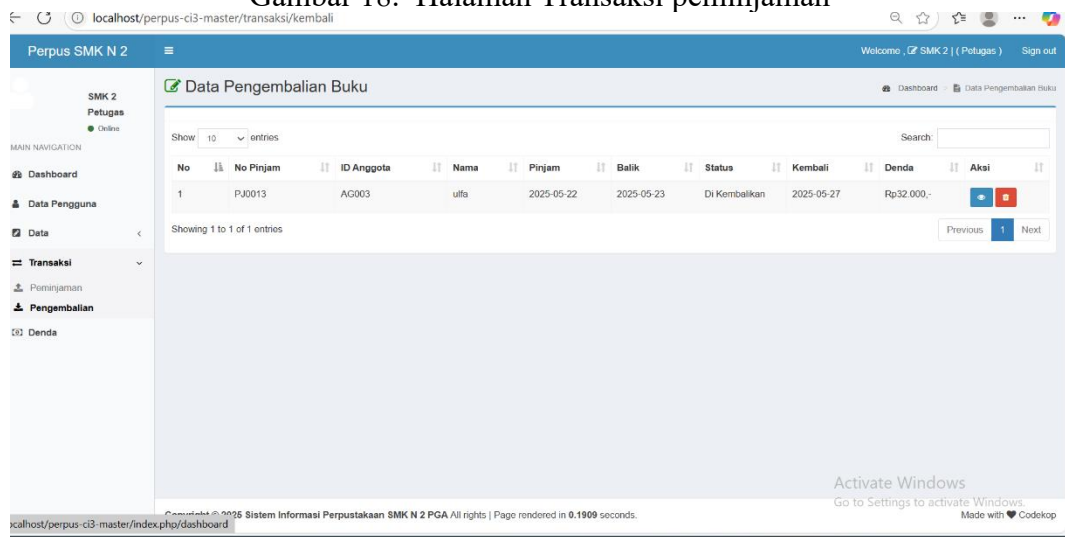 Gambar 18. Halaman Transaksi peminjaman
localhost/perpus-ci3-master/transaksi/kembali
Perpus SMK N 2
Welcome , SMK 2 | ( Petugas ) Sign out
SMK 2
Petugas
Online
MAIN NAVIGATION
Dashboard
Data Pengguna
Data
Transaksi
Peminjaman
Pengembalian
Denda
Data Pengembalian Buku
Dashboard > Data Pengembalian Buku
Show 10 entries Search:
No No Pinjam ID Anggota Nama Pinjam Balik Status Kembali Denda Aksi
1 PJ0013 AG003 ulfa 2025-05-22 2025-05-23 Di Kembalikan 2025-05-27 Rp32.000,-
Showing 1 to 1 of 1 entries Previous 1 Next
Activate Windows
Go to Settings to activate Windows.
Copyright © 2025 Sistem Informasi Perpustakaan SMK N 2 PGA All rights | Page rendered in 0.1909 seconds. Made with ♥ Codekop
ocalhost/perpus-ci3-master/index.php/dashboard